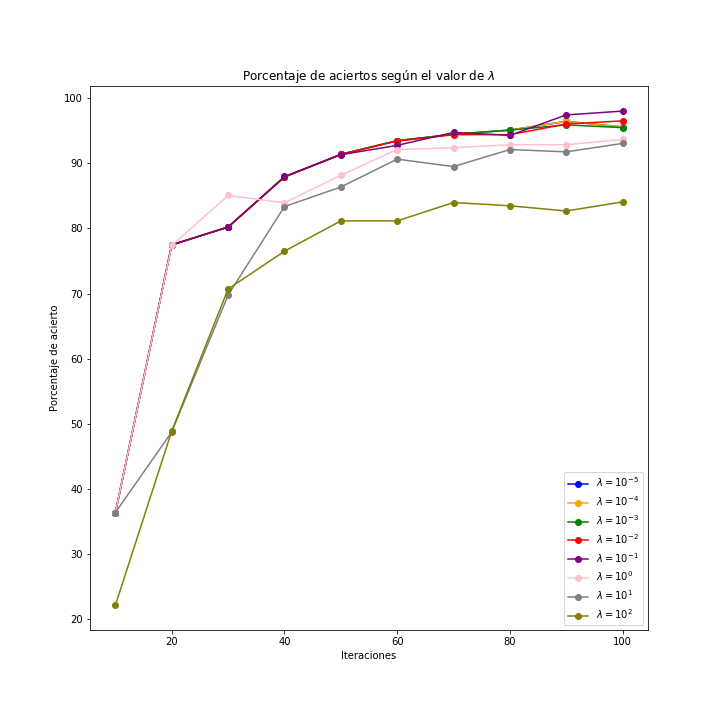 Porcentaje de aciertos según el valor de λ
100
90
80
70
60
50
40
30
20
Porcentaje de acierto
20 40 60 80 100
Iteraciones
λ = 10⁻⁵
λ = 10⁻⁴
λ = 10⁻³
λ = 10⁻²
λ = 10⁻¹
λ = 10⁰
λ = 10¹
λ = 10²